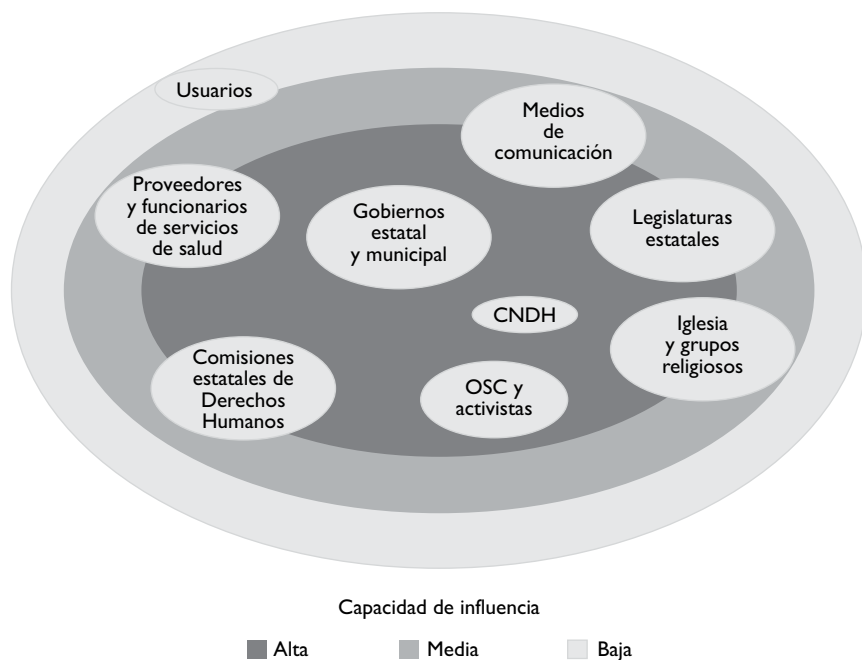 Usuarios
Medios
de
comunicación
Proveedores
y funcionarios
de servicios
de salud
Gobiernos
estatal
y municipal
Legislaturas
estatales
CNDH
Iglesia
y grupos
religiosos
Comisiones
estatales de
Derechos
Humanos
OSC y
activistas
Capacidad de influencia
Alta
Media
Baja